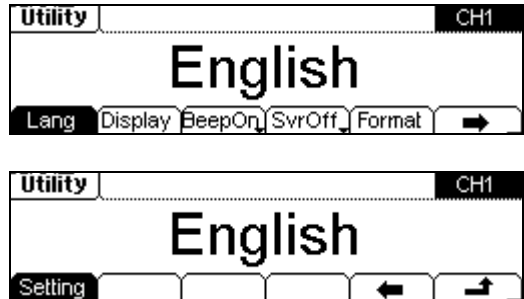 Utility CH1
English
Lang Display BeepOn SvrOff Format
Utility CH1
English
Setting